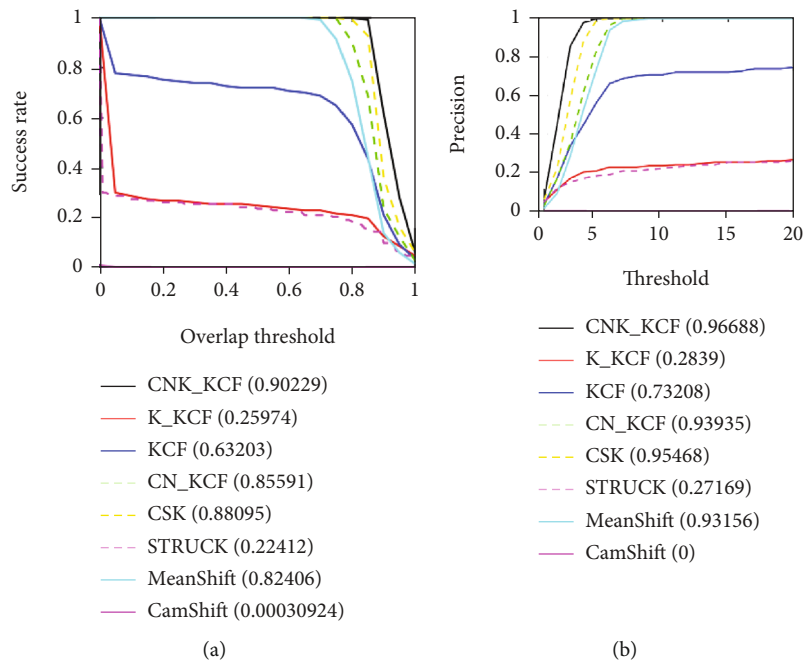 Success rate
1
0.8
0.6
0.4
0.2
0
0 0.2 0.4 0.6 0.8 1
Overlap threshold
CNK_KCF (0.90229)
K_KCF (0.25974)
KCF (0.63203)
CN_KCF (0.85591)
CSK (0.88095)
STRUCK (0.22412)
MeanShift (0.82406)
CamShift (0.00030924)
(a)
Precision
1
0.8
0.6
0.4
0.2
0
0 5 10 15 20
Threshold
CNK_KCF (0.96688)
K_KCF (0.2839)
KCF (0.73208)
CN_KCF (0.93935)
CSK (0.95468)
STRUCK (0.27169)
MeanShift (0.93156)
CamShift (0)
(b)